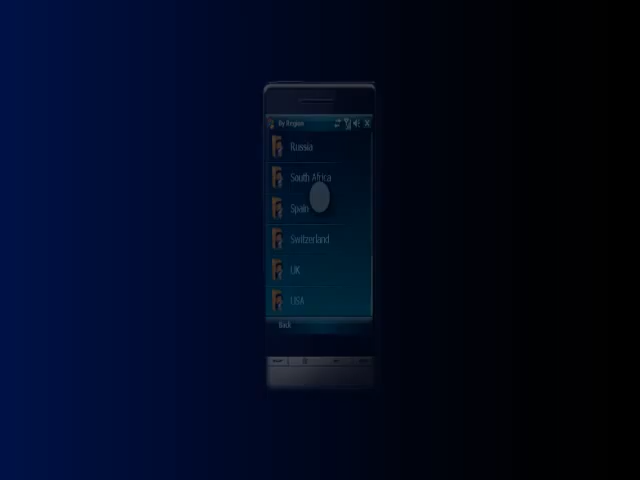 By Region
Russia
South Africa
Spain
Switzerland
UK
USA
Back